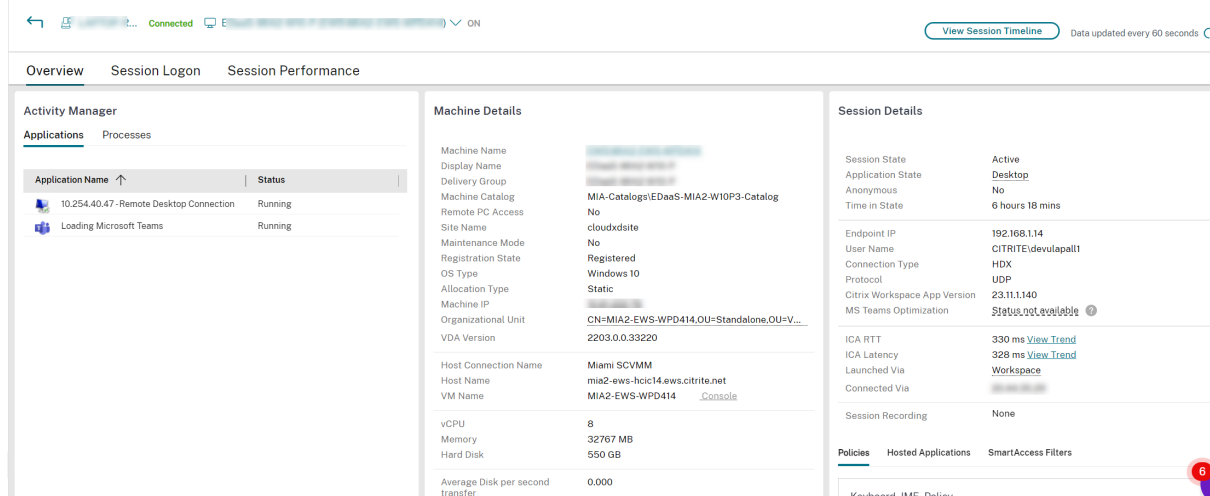 Connected
ON
View Session Timeline
Data updated every 60 seconds
Overview Session Logon Session Performance
Activity Manager
Applications Processes
Application Name Status
10.254.40.47 - Remote Desktop Connection Running
Loading Microsoft Teams Running
Machine Details
Machine Name
Display Name
Delivery Group
Machine Catalog MIA-Catalogs\EDaaS-MIA2-W10P3-Catalog
Remote PC Access No
Site Name cloudxdsite
Maintenance Mode No
Registration State Registered
OS Type Windows 10
Allocation Type Static
Machine IP
Organizational Unit CN=MIA2-EWS-WPD414,OU=Standalone,OU=V...
VDA Version 2203.0.0.33220
Host Connection Name Miami SCVMM
Host Name mia2-ews-hcic14.ews.citrite.net
VM Name MIA2-EWS-WPD414 Console
vCPU 8
Memory 32767 MB
Hard Disk 550 GB
Average Disk per second 0.000
transfer
Session Details
Session State Active
Application State Desktop
Anonymous No
Time in State 6 hours 18 mins
Endpoint IP 192.168.1.14
User Name CITRITE\devulapall1
Connection Type HDX
Protocol UDP
Citrix Workspace App Version 23.11.1.140
MS Teams Optimization Status not available ?
ICA RTT 330 ms View Trend
ICA Latency 328 ms View Trend
Launched Via Workspace
Connected Via
Session Recording None
Policies Hosted Applications SmartAccess Filters
6
Keyboard_IME_Policy